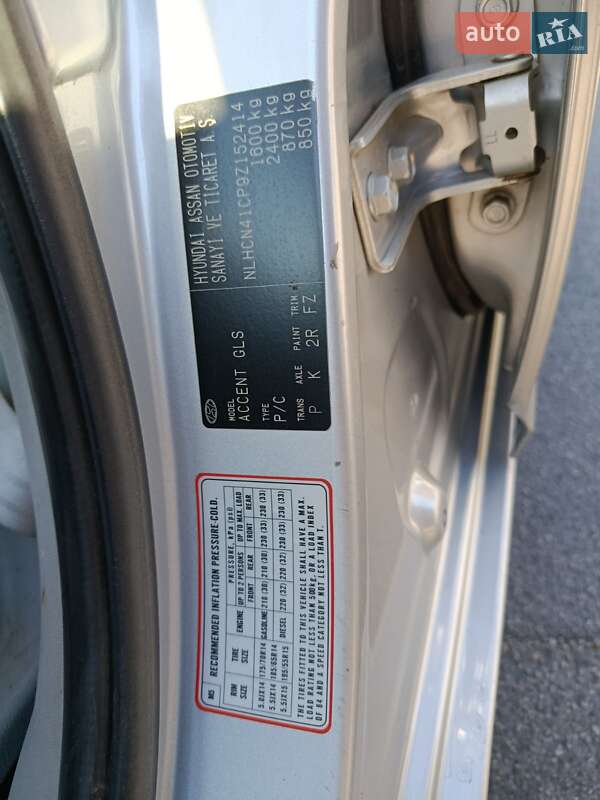 auto RIA.com
LL
HYUNDAI ASSAN OTOMOTIV
SANAYI VE TICARET A.Ş.
NLHCN41CP9Z152414
1600 kg
2400 kg
870 kg
850 kg
MODEL
ACCENT GLS
TYPE
P/C
TRANS AXLE PAINT TRIM
P K 2R FZ
M5 RECOMMENDED INFLATION PRESSURE:COLD.
RIM SIZE TIRE SIZE ENGINE PRESSURE, kPa (psi)
UP TO 2 PERSONS UP TO MAX. LOAD
FRONT REAR FRONT REAR
5.0JX14 175/70R14 GASOLINE 210 (30) 210 (30) 230 (33) 230 (33)
5.5JX14 185/65R14
5.5JX15 195/55R15 DIESEL 220 (32) 220 (32) 230 (33) 230 (33)
THE TIRES FITTED TO THIS VEHICLE SHALL HAVE A MAX.
LOAD RATING NOT LESS THAN 500kg, OR A LOAD INDEX
OF 84 AND A SPEED CATEGORY NOT LESS THAN T.